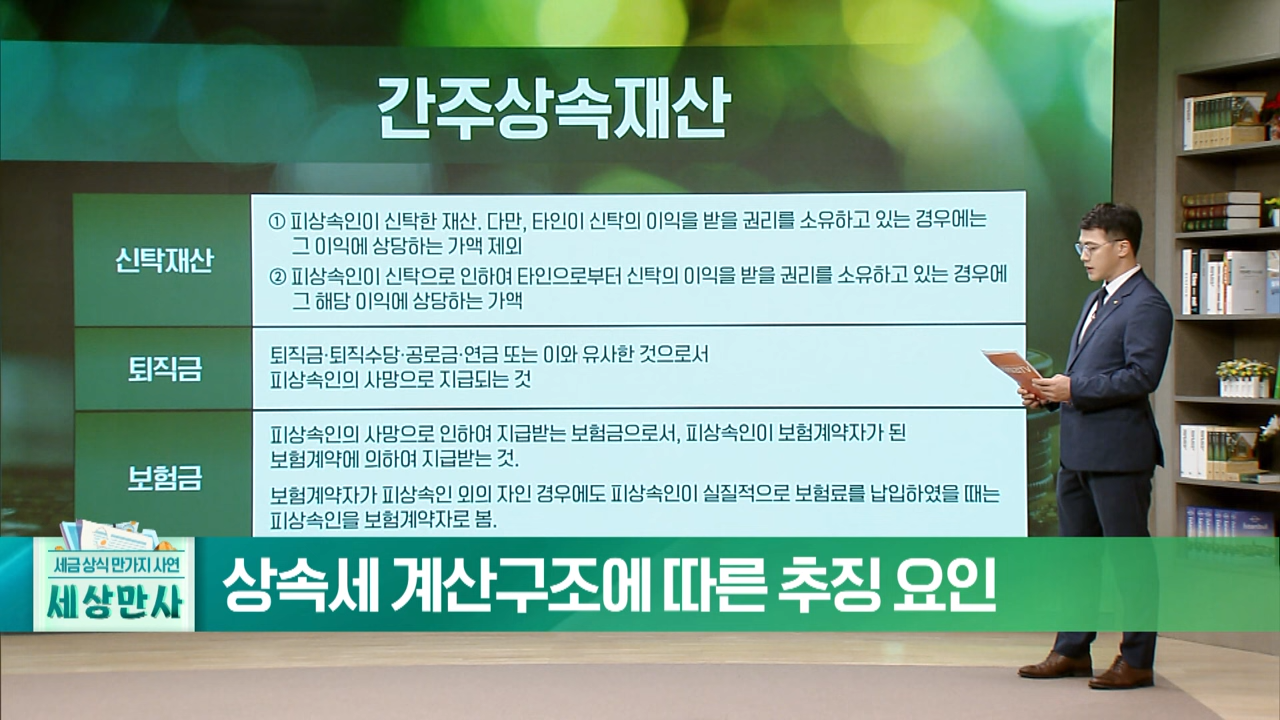 간주상속재산
신탁재산
① 피상속인이 신탁한 재산. 다만, 타인이 신탁의 이익을 받을 권리를 소유하고 있는 경우에는
그 이익에 상당하는 가액 제외
② 피상속인이 신탁으로 인하여 타인으로부터 신탁의 이익을 받을 권리를 소유하고 있는 경우에
그 해당 이익에 상당하는 가액
퇴직금
퇴직금·퇴직수당·공로금·연금 또는 이와 유사한 것으로서
피상속인의 사망으로 지급되는 것
보험금
피상속인의 사망으로 인하여 지급받는 보험금으로서, 피상속인이 보험계약자가 된
보험계약에 의하여 지급받는 것.
보험계약자가 피상속인 외의 자인 경우에도 피상속인이 실질적으로 보험료를 납입하였을 때는
피상속인을 보험계약자로 봄.
세금 상식 만가지 사연
세상만사
상속세 계산구조에 따른 추징 요인